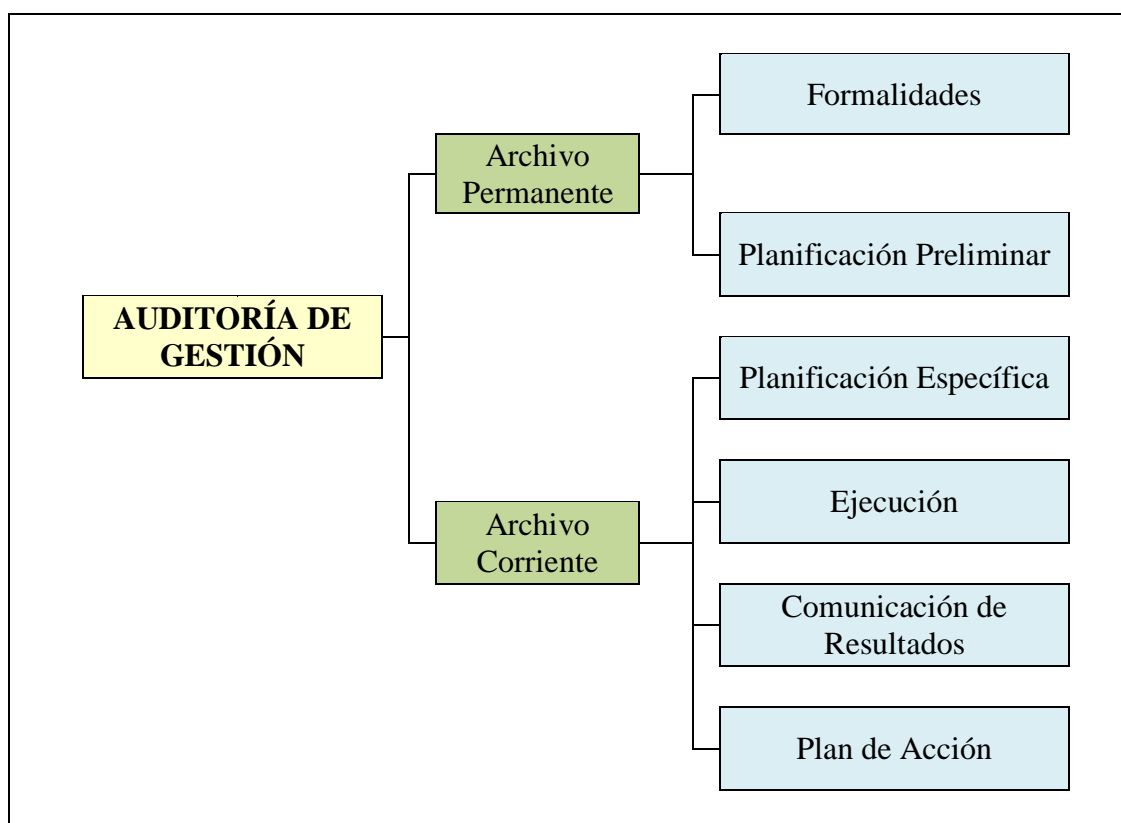 AUDITORÍA DE
GESTIÓN
Archivo
Permanente
Formalidades
Planificación Preliminar
Archivo
Corriente
Planificación Específica
Ejecución
Comunicación de
Resultados
Plan de Acción